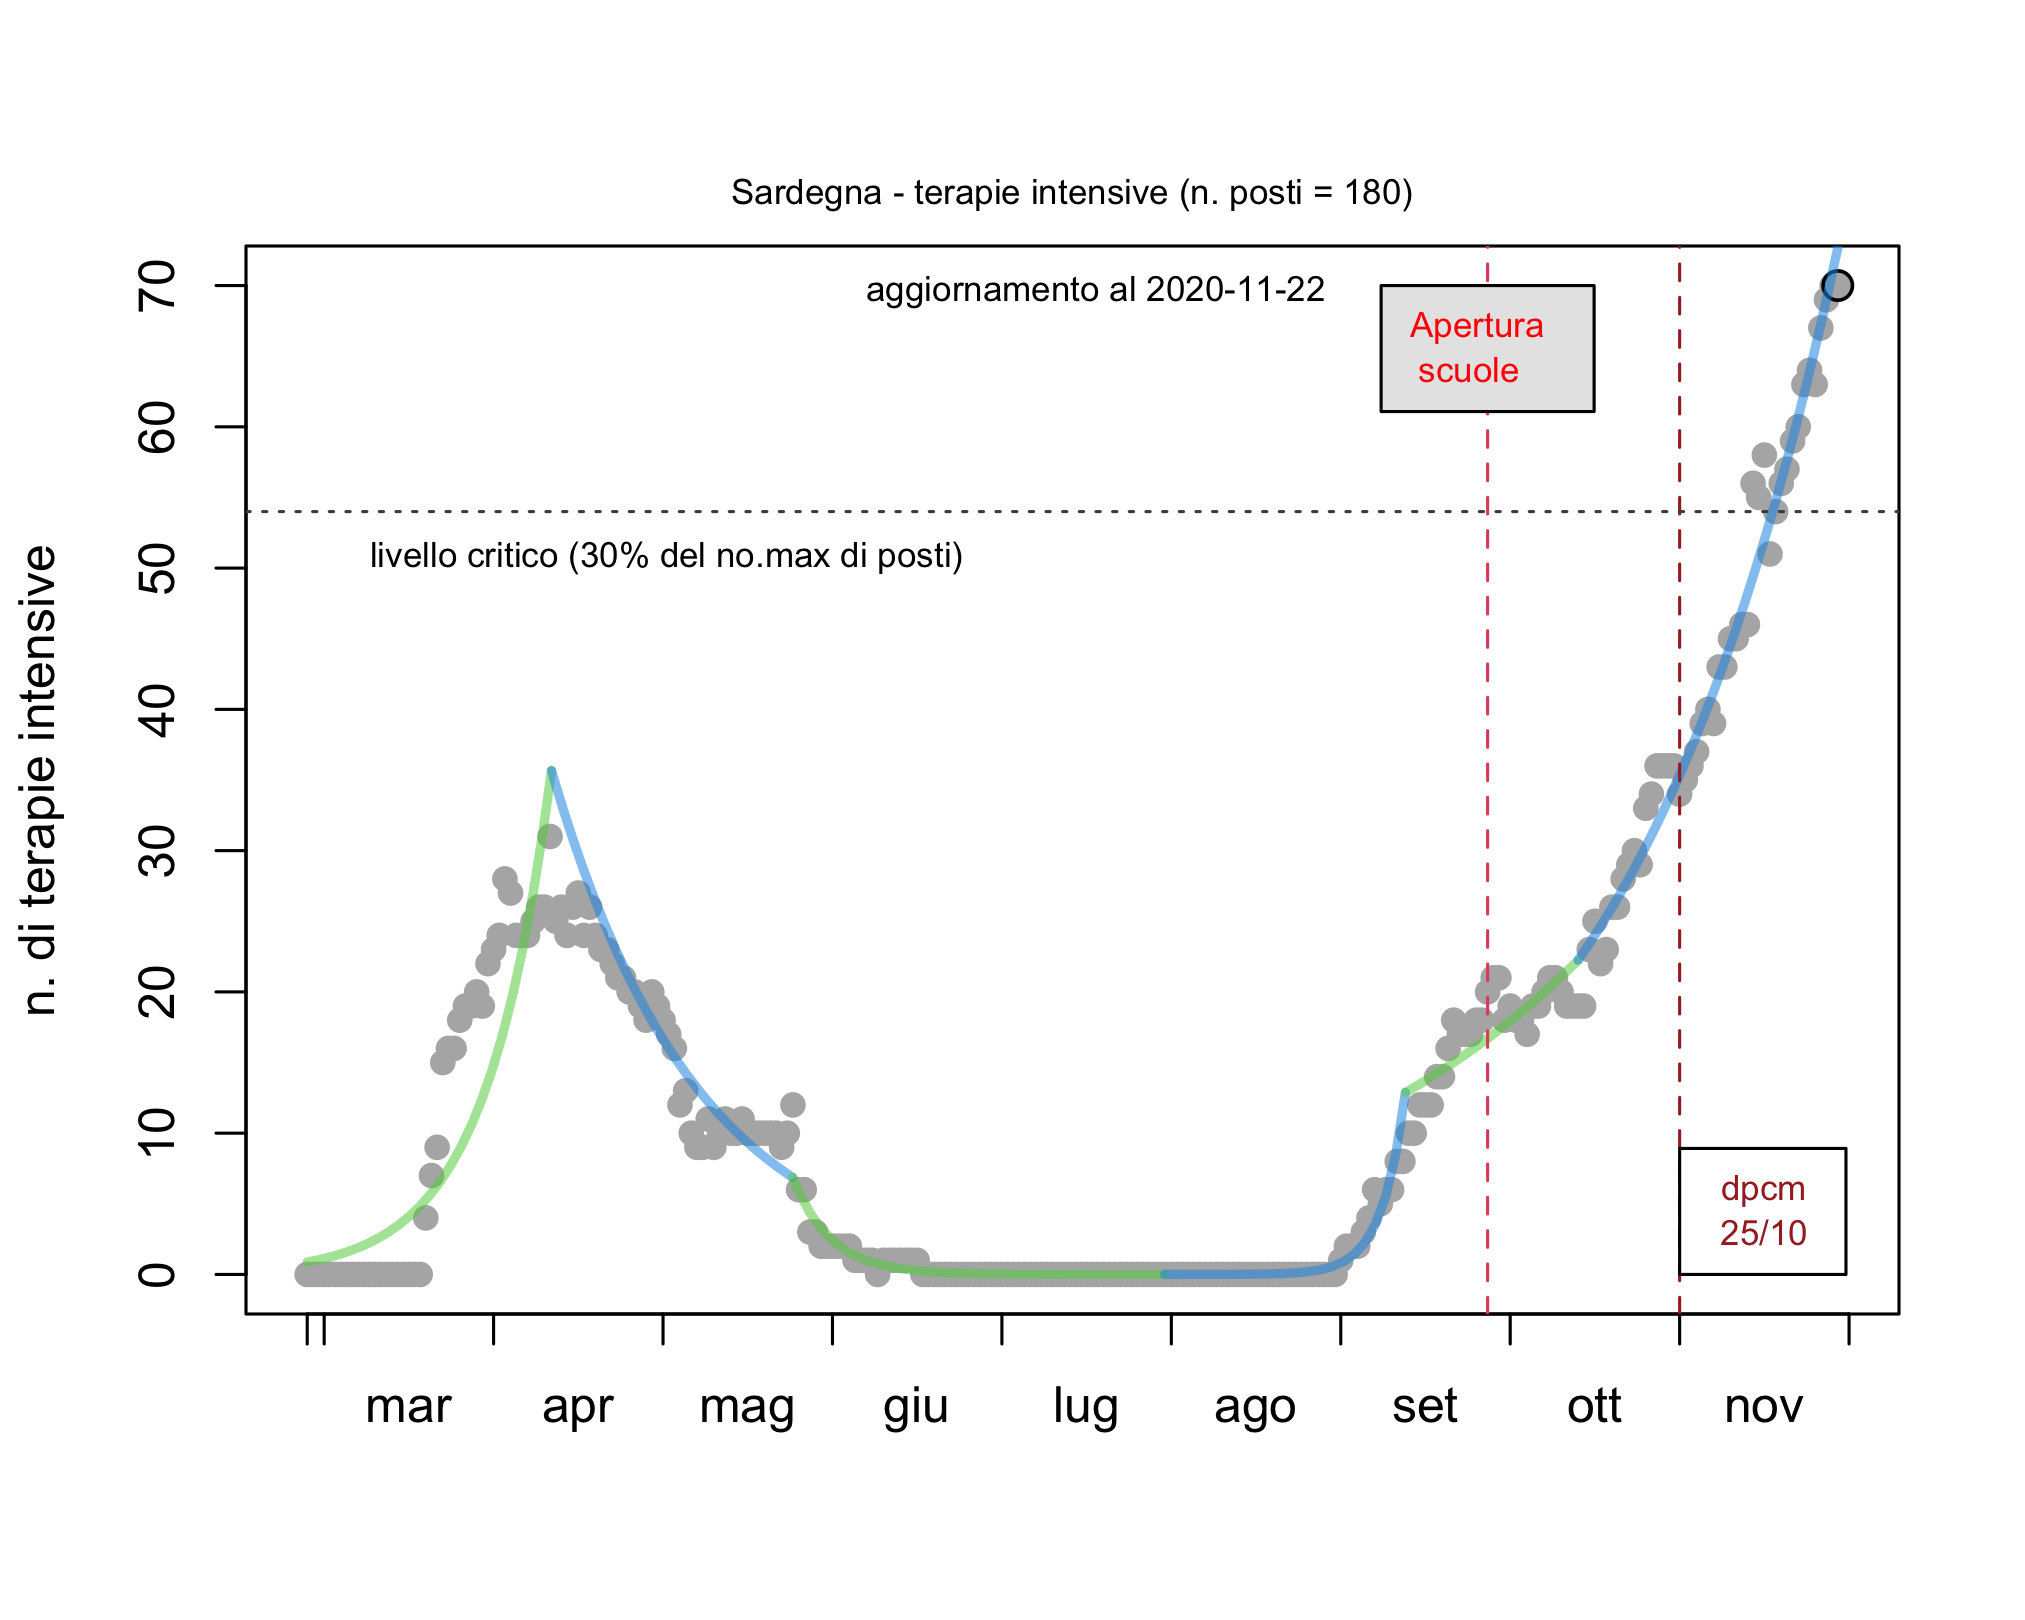 Sardegna - terapie intensive (n. posti = 180)
aggiornamento al 2020-11-22
Apertura
scuole
livello critico (30% del no.max di posti)
dpcm
25/10
n. di terapie intensive
70
60
50
40
30
20
10
0
mar apr mag giu lug ago set ott nov